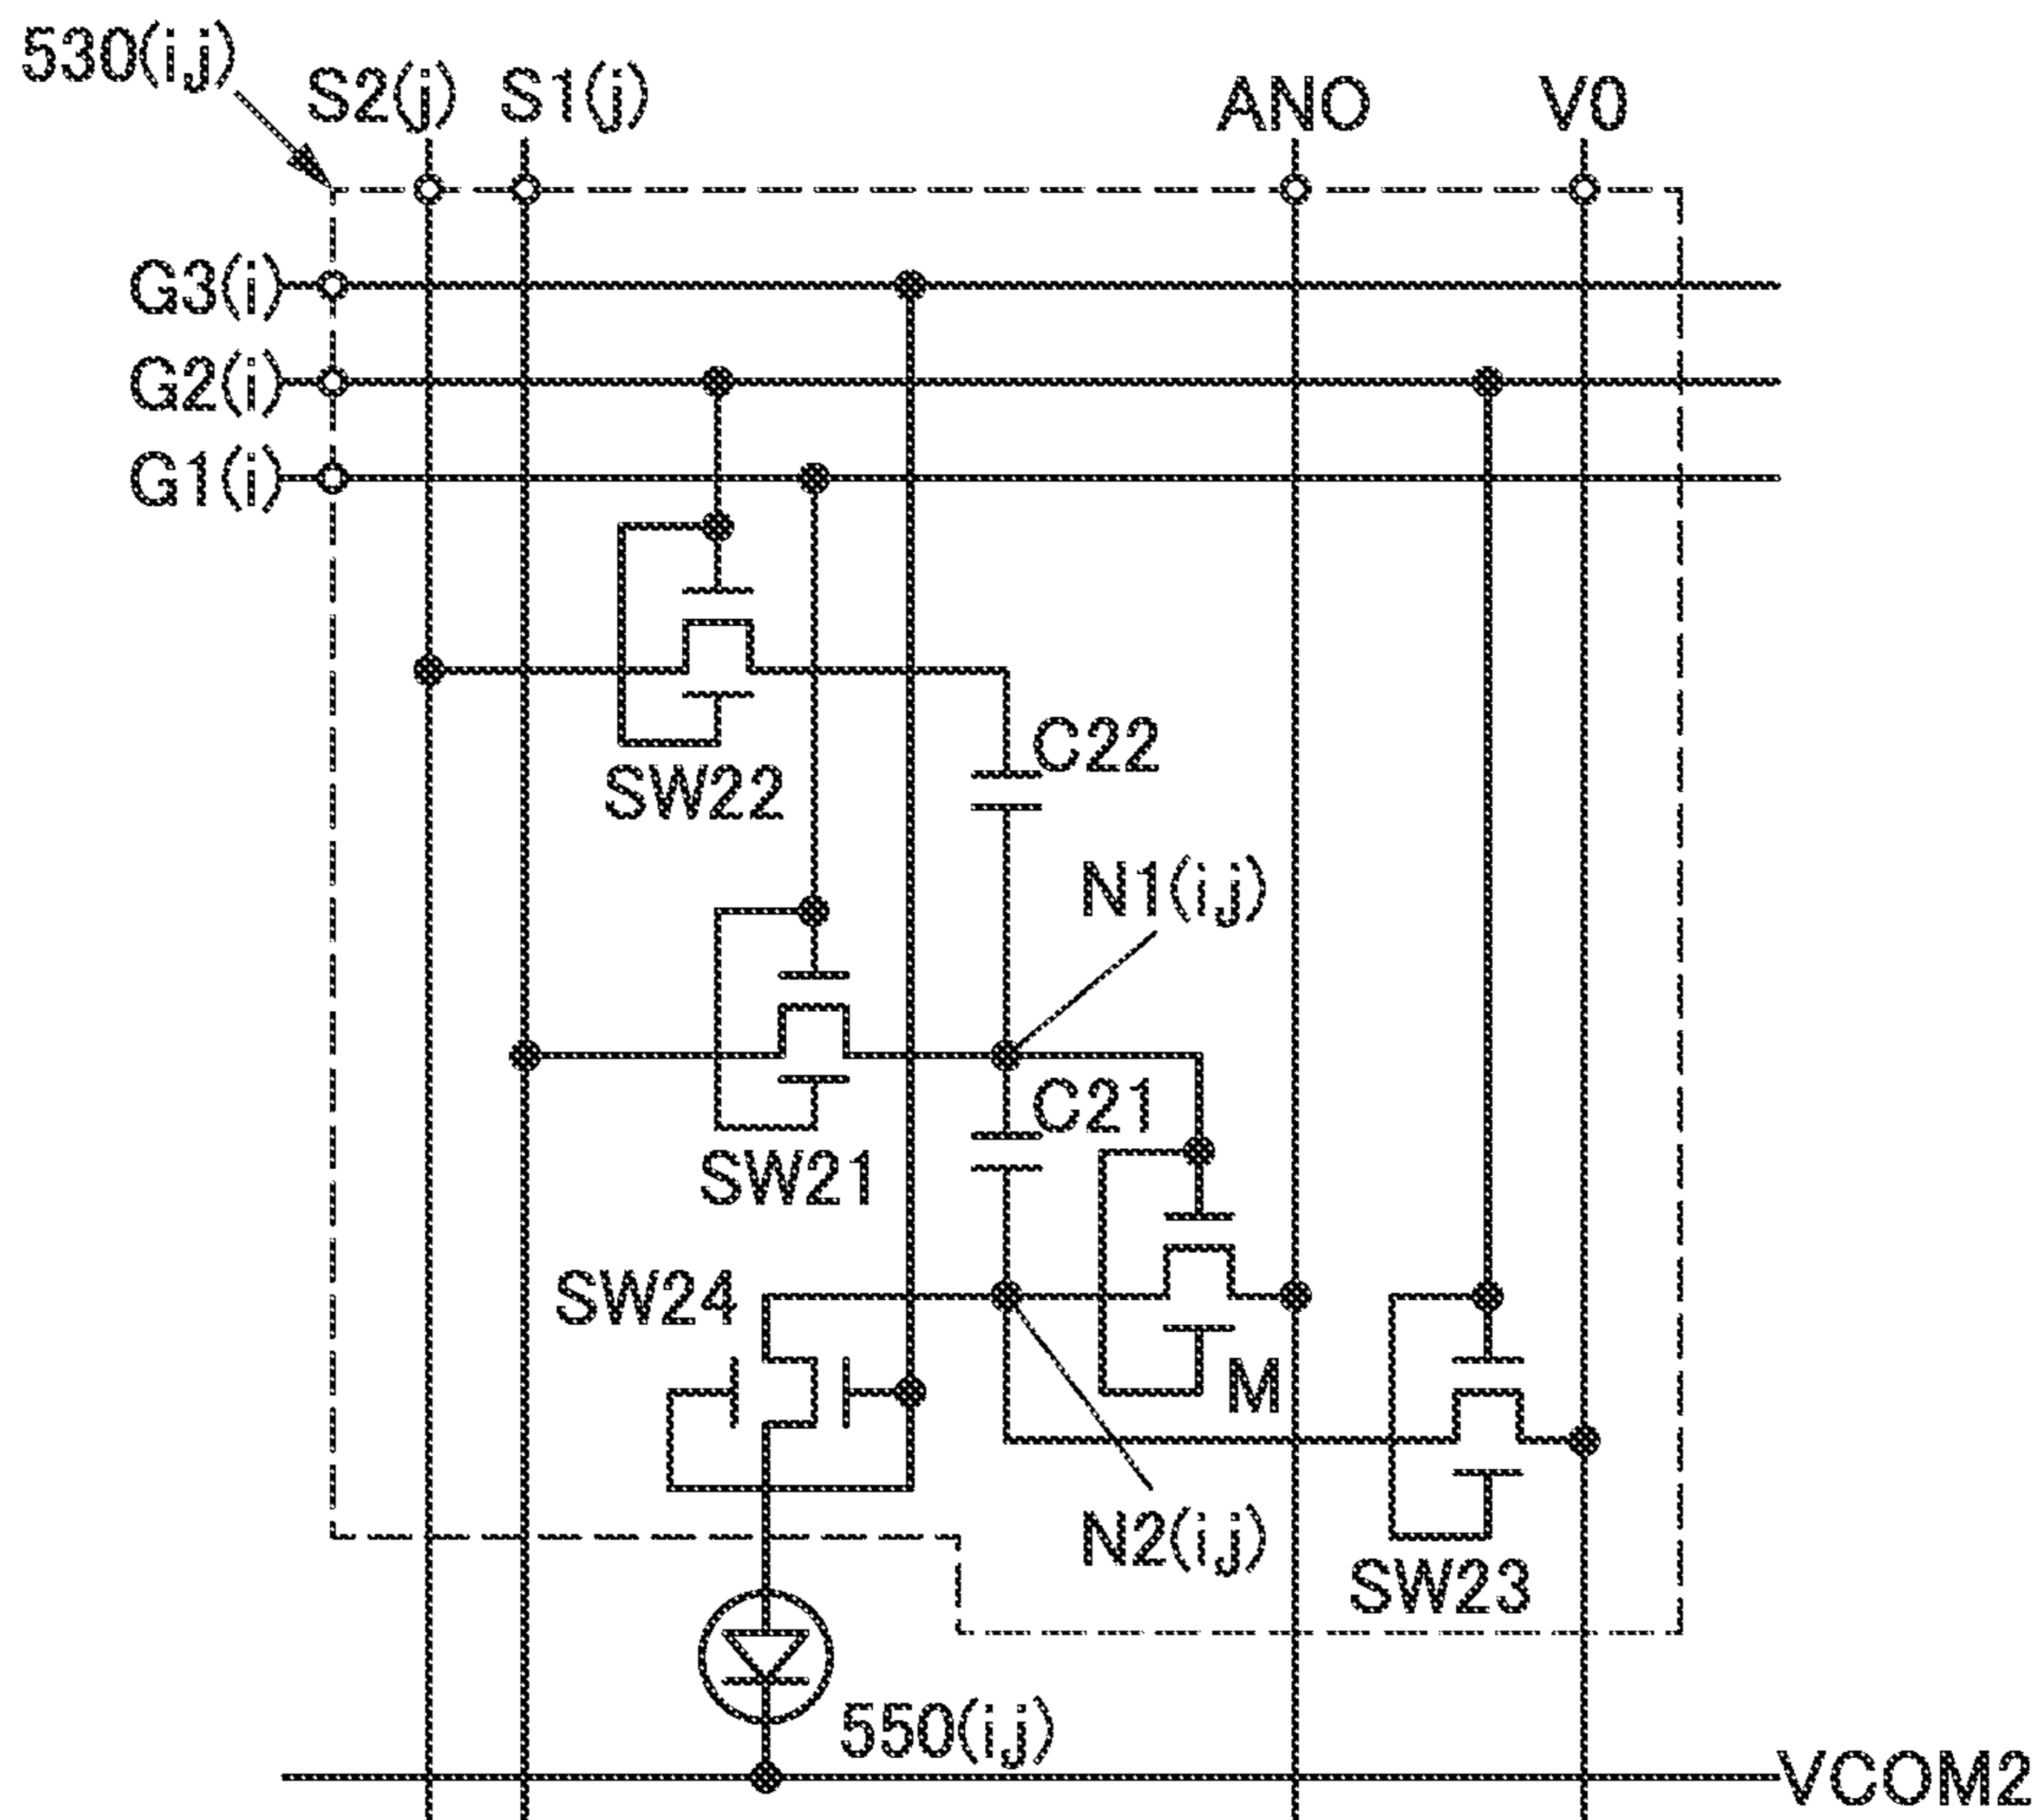 530(i,j)
S2(j)
S1(j)
ANO
V0
G3(i)
G2(i)
G1(i)
C22
SW22
N1(i,j)
C21
SW21
SW24
M
N2(i,j)
SW23
550(i,j)
VCOM2